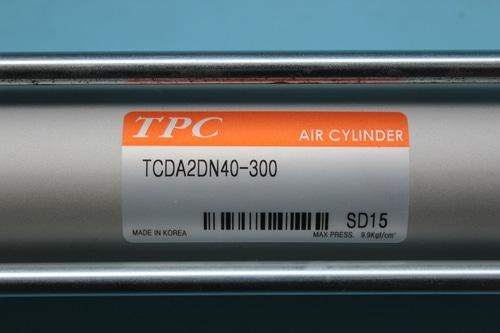 TPC AIR CYLINDER
TCDA2DN40-300
SD15
MADE IN KOREA MAX PRESS. 9.9Kgf/cm²